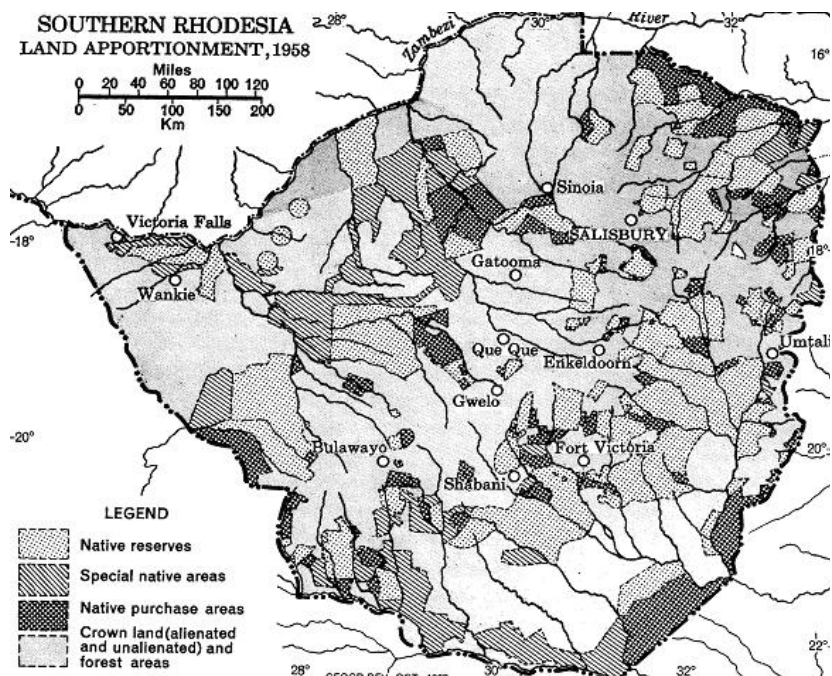 SOUTHERN RHODESIA
LAND APPORTIONMENT, 1958
Miles
0 20 40 60 80 100 120
0 50 100 150 200
Km
Zambezi
River
30°
32°
16°
Sinoia
SALISBURY
Victoria Falls
-18°
18°
Wankie
Gatooma
Que Que
Enkeldoorn
Umtali
Gwelo
-20°
20°
Bulawayo
Fort Victoria
Shabani
LEGEND
Native reserves
Special native areas
Native purchase areas
Crown land (alienated
and unalienated) and
forest areas
28°
30°
32°
22°